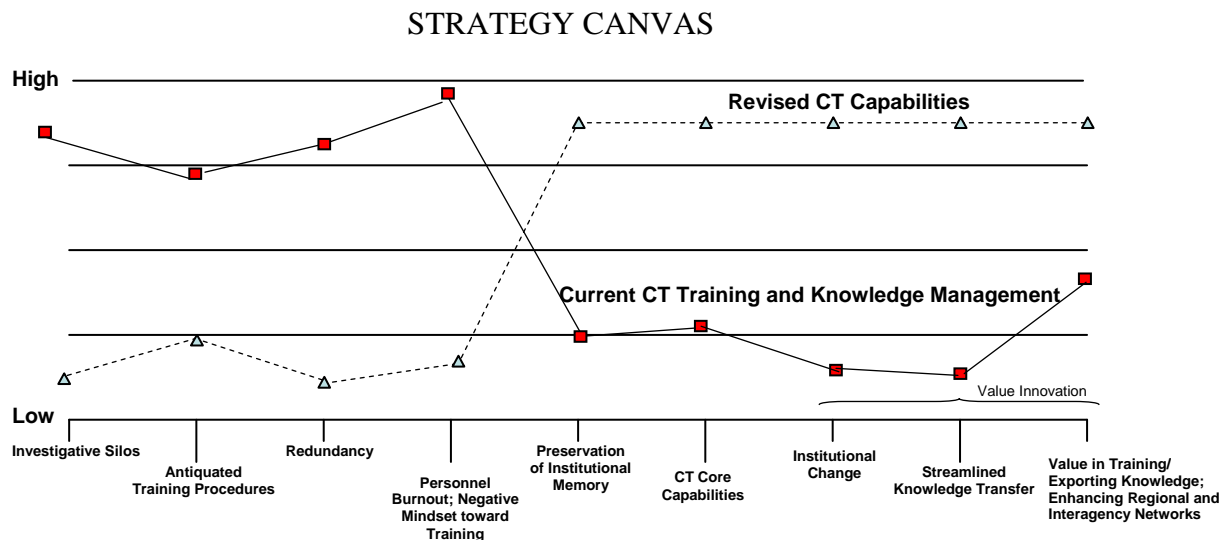 STRATEGY CANVAS
High
Revised CT Capabilities
Current CT Training and Knowledge Management
Value Innovation
Low
Investigative Silos
Antiquated
Training Procedures
Redundancy
Personnel
Burnout; Negative
Mindset toward
Training
Preservation
of Institutional
Memory
CT Core
Capabilities
Institutional
Change
Streamlined
Knowledge Transfer
Value in Training/
Exporting Knowledge;
Enhancing Regional and
Interagency Networks